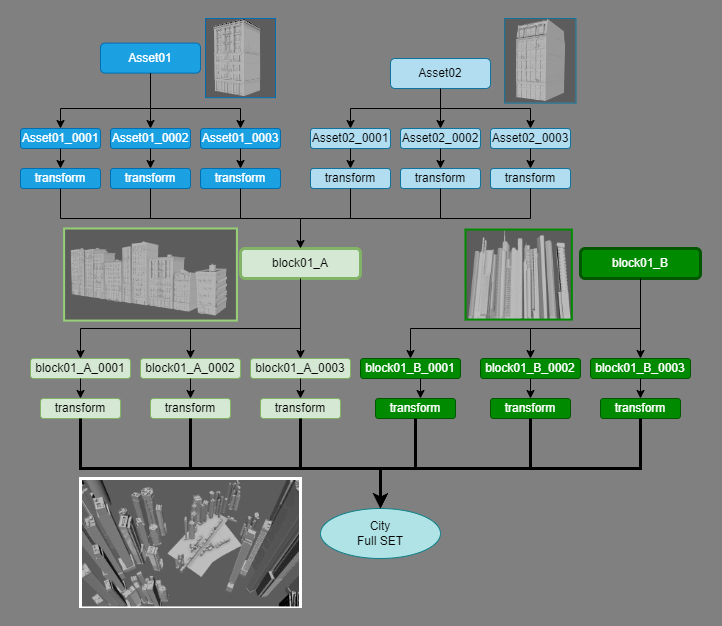 Asset01
Asset02
Asset01_0001
Asset01_0002
Asset01_0003
Asset02_0001
Asset02_0002
Asset02_0003
transform
transform
transform
transform
transform
transform
block01_A
block01_B
block01_A_0001
block01_A_0002
block01_A_0003
block01_B_0001
block01_B_0002
block01_B_0003
transform
transform
transform
transform
transform
transform
City
Full SET